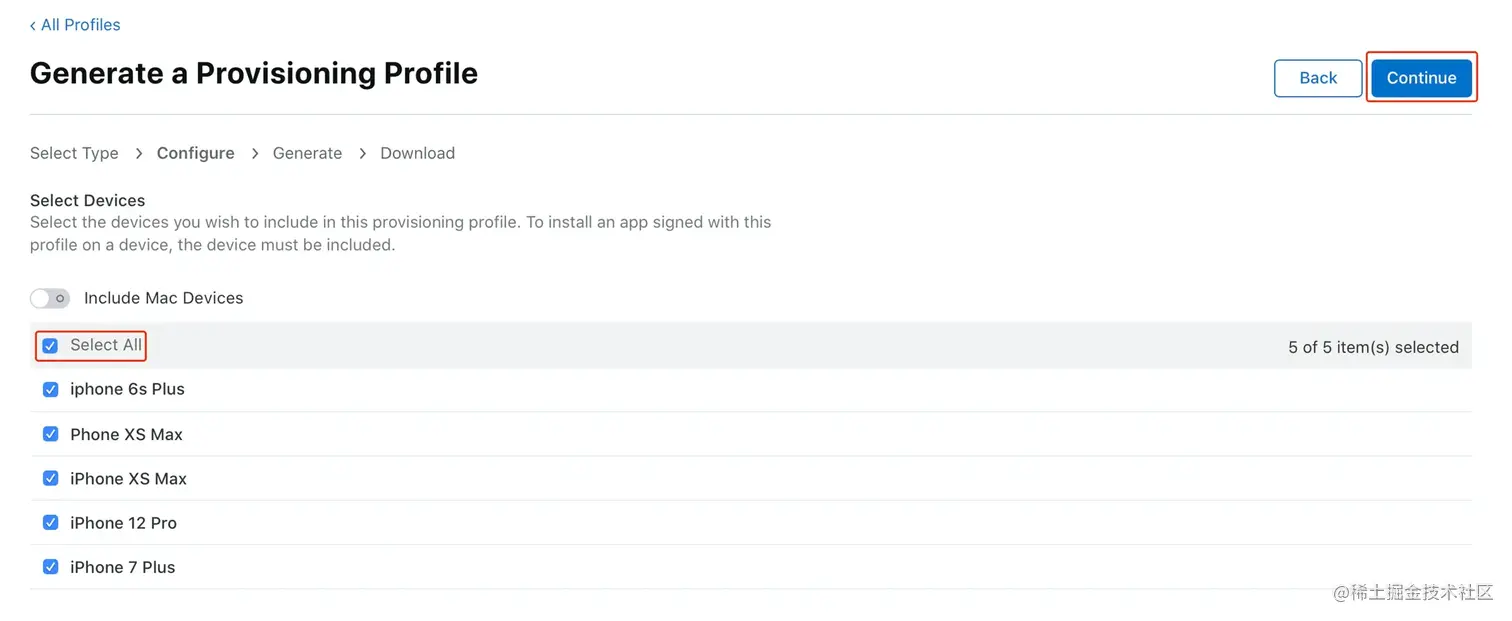 ‹ All Profiles
Generate a Provisioning Profile
Back
Continue
Select Type > Configure > Generate > Download
Select Devices
Select the devices you wish to include in this provisioning profile. To install an app signed with this
profile on a device, the device must be included.
Include Mac Devices
Select All
5 of 5 item(s) selected
iphone 6s Plus
Phone XS Max
iPhone XS Max
iPhone 12 Pro
iPhone 7 Plus
@稀土掘金技术社区